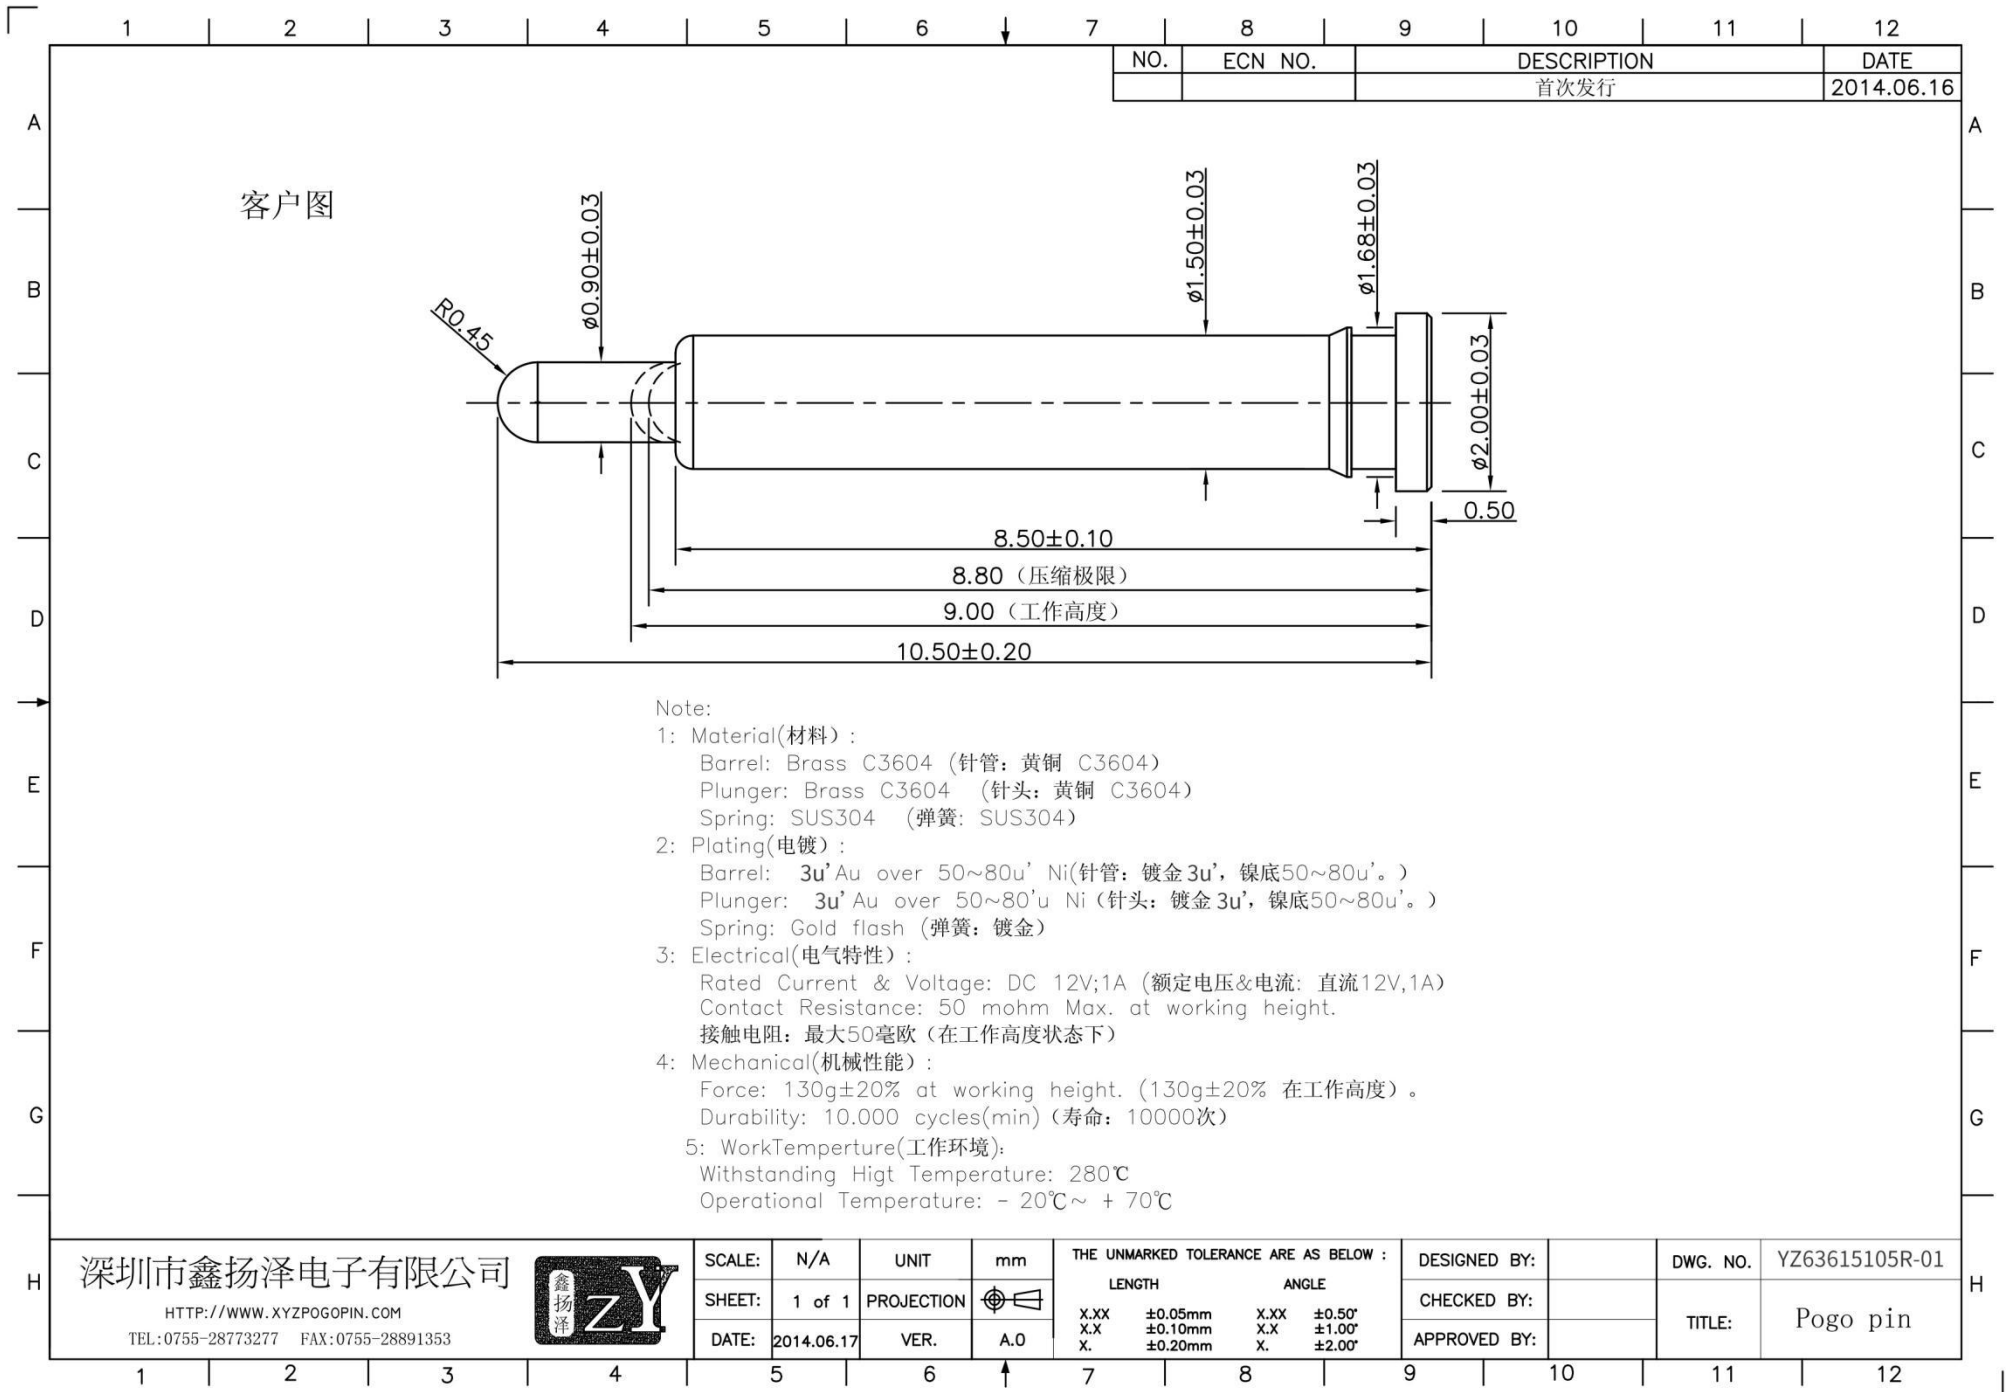 1 2 3 4 5 6 7 8 9 10 11 12
NO. ECN NO. DESCRIPTION DATE
首次发行 2014.06.16
A A
客户图
B B
R0.45
ø0.90±0.03
ø1.50±0.03
ø1.68±0.03
ø2.00±0.03
C C
0.50
8.50±0.10
8.80（压缩极限）
9.00（工作高度）
D D
10.50±0.20
Note:
1: Material(材料）:
Barrel: Brass C3604 (针管：黄铜 C3604)
E E
Plunger: Brass C3604 (针头：黄铜 C3604)
Spring: SUS304 (弹簧: SUS304)
2: Plating(电镀）:
Barrel: 3u'Au over 50~80u' Ni(针管：镀金3u'，镍底50~80u'。)
Plunger: 3u'Au over 50~80'u Ni（针头：镀金3u'，镍底50~80u'。)
Spring: Gold flash (弹簧：镀金)
F F
3: Electrical(电气特性）:
Rated Current & Voltage: DC 12V;1A (额定电压&电流: 直流12V,1A)
Contact Resistance: 50 mohm Max. at working height.
接触电阻：最大50毫欧（在工作高度状态下）
4: Mechanical(机械性能）:
Force: 130g±20% at working height. (130g±20% 在工作高度）。
G G
Durability: 10.000 cycles(min)（寿命：10000次）
5: WorkTemperture(工作环境):
Withstanding Higt Temperature: 280℃
Operational Temperature: - 20℃~ + 70℃
H H
深圳市鑫扬泽电子有限公司
HTTP://WWW.XYZPOGOPIN.COM
TEL:0755-28773277 FAX:0755-28891353
鑫扬泽 ZY
SCALE: N/A UNIT mm
SHEET: 1 of 1 PROJECTION
DATE: 2014.06.17 VER. A.0
THE UNMARKED TOLERANCE ARE AS BELOW :
LENGTH ANGLE
X.XX ±0.05mm X.XX ±0.50°
X.X ±0.10mm X.X ±1.00°
X. ±0.20mm X. ±2.00°
DESIGNED BY:
CHECKED BY:
APPROVED BY:
DWG. NO. YZ63615105R-01
TITLE: Pogo pin
1 2 3 4 5 6 7 8 9 10 11 12